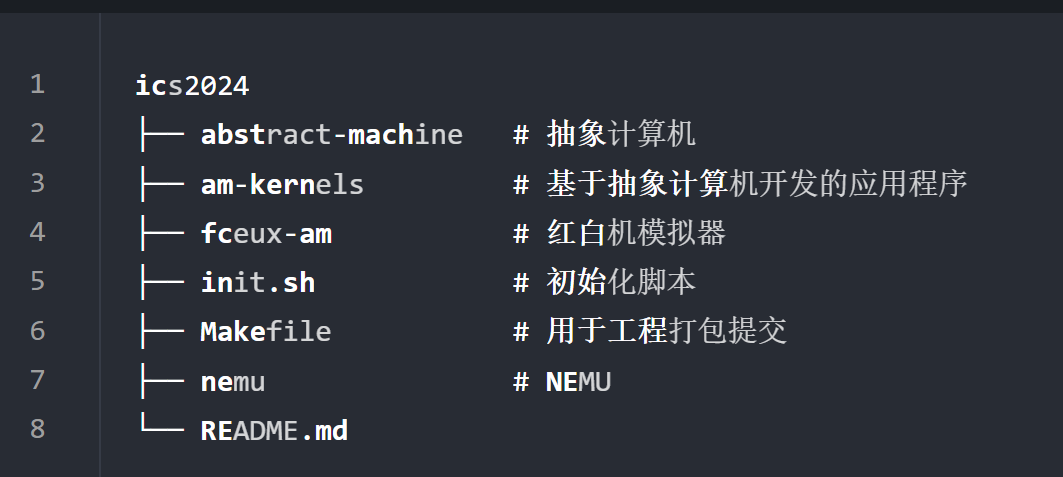 1 ics2024
2 ├── abstract-machine   # 抽象计算机
3 ├── am-kernels         # 基于抽象计算机开发的应用程序
4 ├── fceux-am           # 红白机模拟器
5 ├── init.sh            # 初始化脚本
6 ├── Makefile           # 用于工程打包提交
7 ├── nemu               # NEMU
8 └── README.md